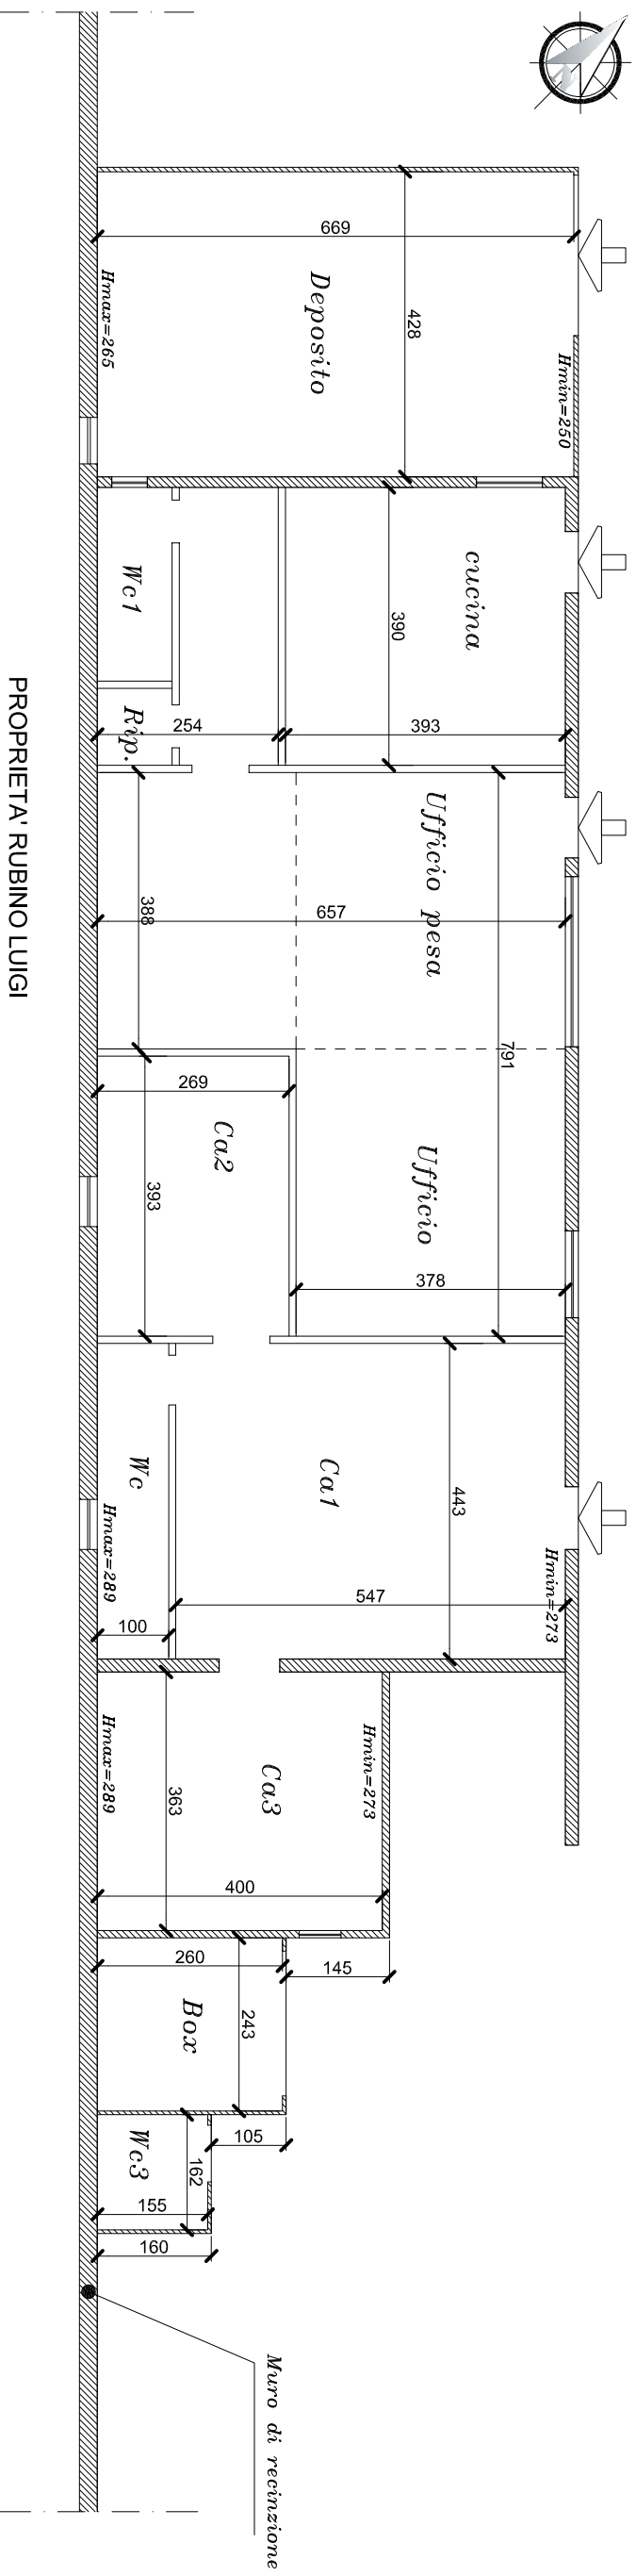 669
428
Deposito
Hmax=265
Hmin=250
cucina
390
Wc1
Rip.
254
393
Ufficio pesa
388
657
791
269
Ca2
393
Ufficio
378
443
Ca1
Wc
Hmax=289
Hmin=273
547
100
Hmin=273
Ca3
Hmax=289
363
400
260
145
Box
243
105
Wc3
162
155
160
Muro di recinzione
PROPRIETA' RUBINO LUIGI